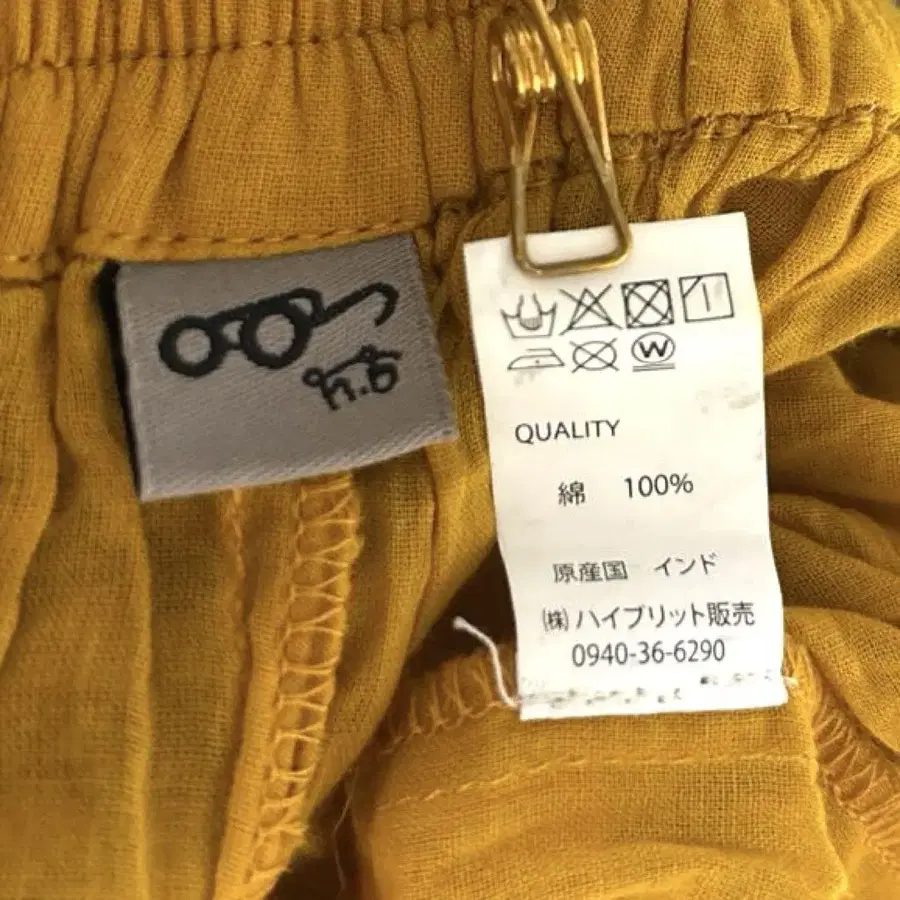 h.g
W
QUALITY
綿 100%
原産国 インド
㈱ ハイブリット販売
0940-36-6290